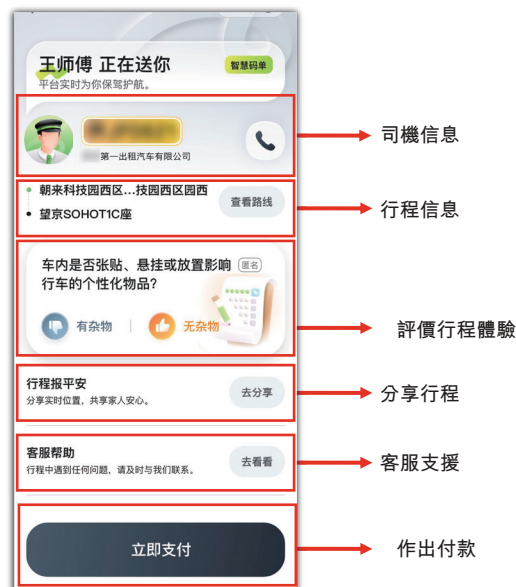 王师傅 正在送你
智慧码单
平台实时为你保驾护航。
第一出租汽车有限公司
司機信息
朝来科技园西区...技园西区园西
望京SOHOT1C座
查看路线
行程信息
车内是否张贴、悬挂或放置影响
匿名
行车的个性化物品?
有杂物
无杂物
評價行程體驗
行程报平安
分享实时位置，共享家人安心。
去分享
分享行程
客服帮助
行程中遇到任何问题，请及时与我们联系。
去看看
客服支援
立即支付
作出付款